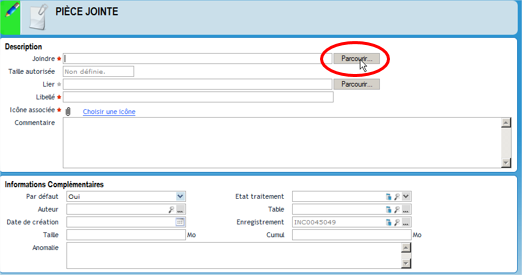 PIÈCE JOINTE
Description
Joindre * Parcourir...
Taille autorisée Non définie.
Lier * Parcourir...
Libellé *
Icône associée * Choisir une icône
Commentaire
Informations Complémentaires
Par défaut Oui Etat traitement
Auteur ... Table ...
Date de création Enregistrement INC0045049 ...
Taille Mo Cumul Mo
Anomalie